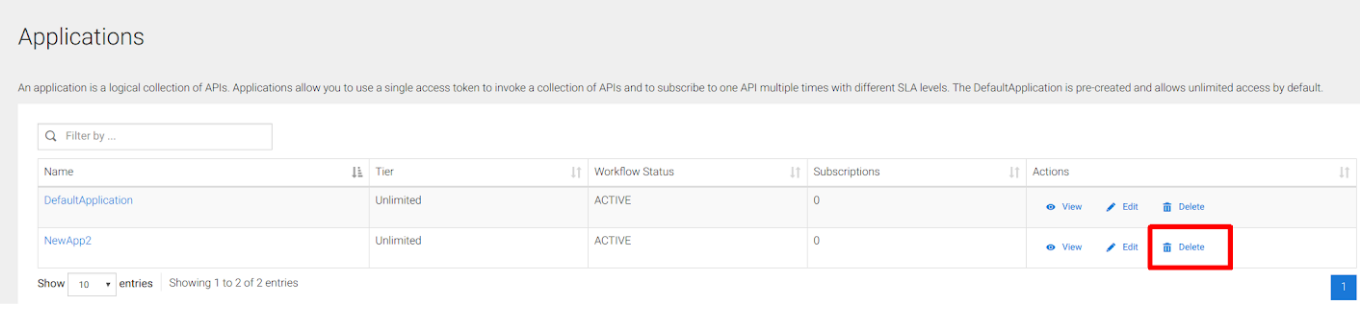 Applications
An application is a logical collection of APIs. Applications allow you to use a single access token to invoke a collection of APIs and to subscribe to one API multiple times with different SLA levels. The DefaultApplication is pre-created and allows unlimited access by default.
Filter by ...
Name Tier Workflow Status Subscriptions Actions
DefaultApplication Unlimited ACTIVE 0 View Edit Delete
NewApp2 Unlimited ACTIVE 0 View Edit Delete
Show 10 entries Showing 1 to 2 of 2 entries 1